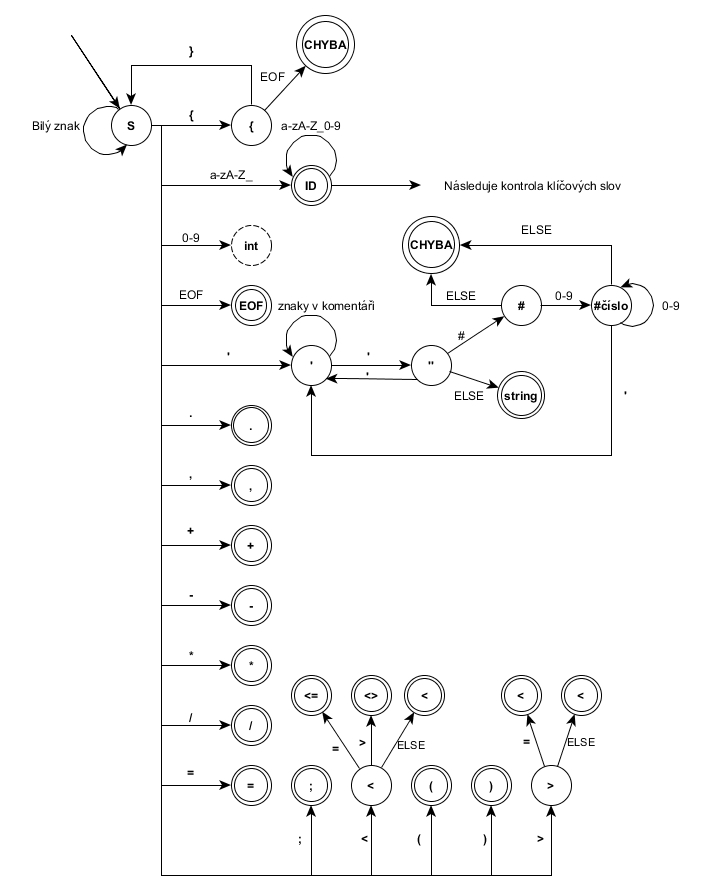 }
CHYBA
EOF
Bilý znak
S
{
{
a-zA-Z_0-9
a-zA-Z_
ID
Následuje kontrola klíčových slov
0-9
int
CHYBA
ELSE
EOF
EOF
znaky v komentáři
ELSE
#
0-9
#číslo
0-9
#
'
'
'
'
''
ELSE
string
'
.
.
,
,
+
+
-
-
*
*
<=
<>
<
<
<
/
/
=
>
ELSE
=
ELSE
=
=
;
<
(
)
>
;
<
(
)
>